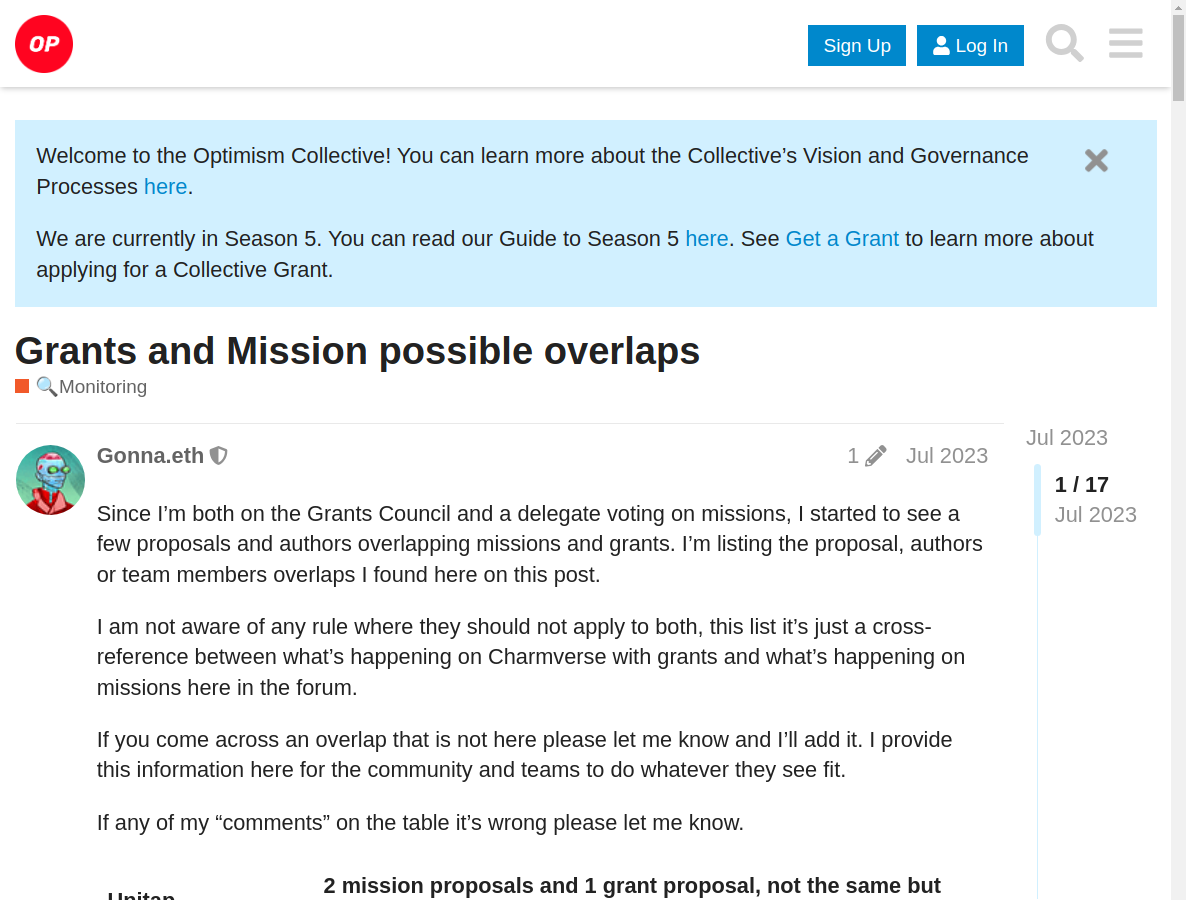 OP
Sign Up
Log In
Welcome to the Optimism Collective! You can learn more about the Collective’s Vision and Governance
Processes here.
We are currently in Season 5. You can read our Guide to Season 5 here. See Get a Grant to learn more about
applying for a Collective Grant.
Grants and Mission possible overlaps
🔍Monitoring
Gonna.eth
1
Jul 2023
Since I’m both on the Grants Council and a delegate voting on missions, I started to see a
few proposals and authors overlapping missions and grants. I’m listing the proposal, authors
or team members overlaps I found here on this post.
I am not aware of any rule where they should not apply to both, this list it’s just a cross-
reference between what’s happening on Charmverse with grants and what’s happening on
missions here in the forum.
If you come across an overlap that is not here please let me know and I’ll add it. I provide
this information here for the community and teams to do whatever they see fit.
If any of my “comments” on the table it’s wrong please let me know.
Unitap
2 mission proposals and 1 grant proposal, not the same but
Jul 2023
1 / 17
Jul 2023